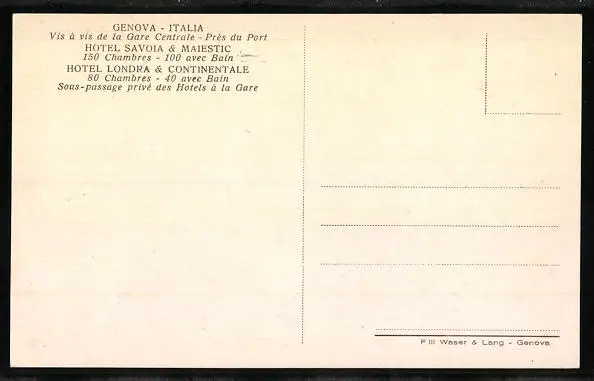 GENOVA - ITALIA
Vis à vis de la Gare Centrale - Près du Port
HOTEL SAVOIA & MAIESTIC
150 Chambres - 100 avec Bain
HOTEL LONDRA & CONTINENTALE
80 Chambres - 40 avec Bain
Sous-passage privé des Hotels à la Gare
F lli Waser & Lang - Genova